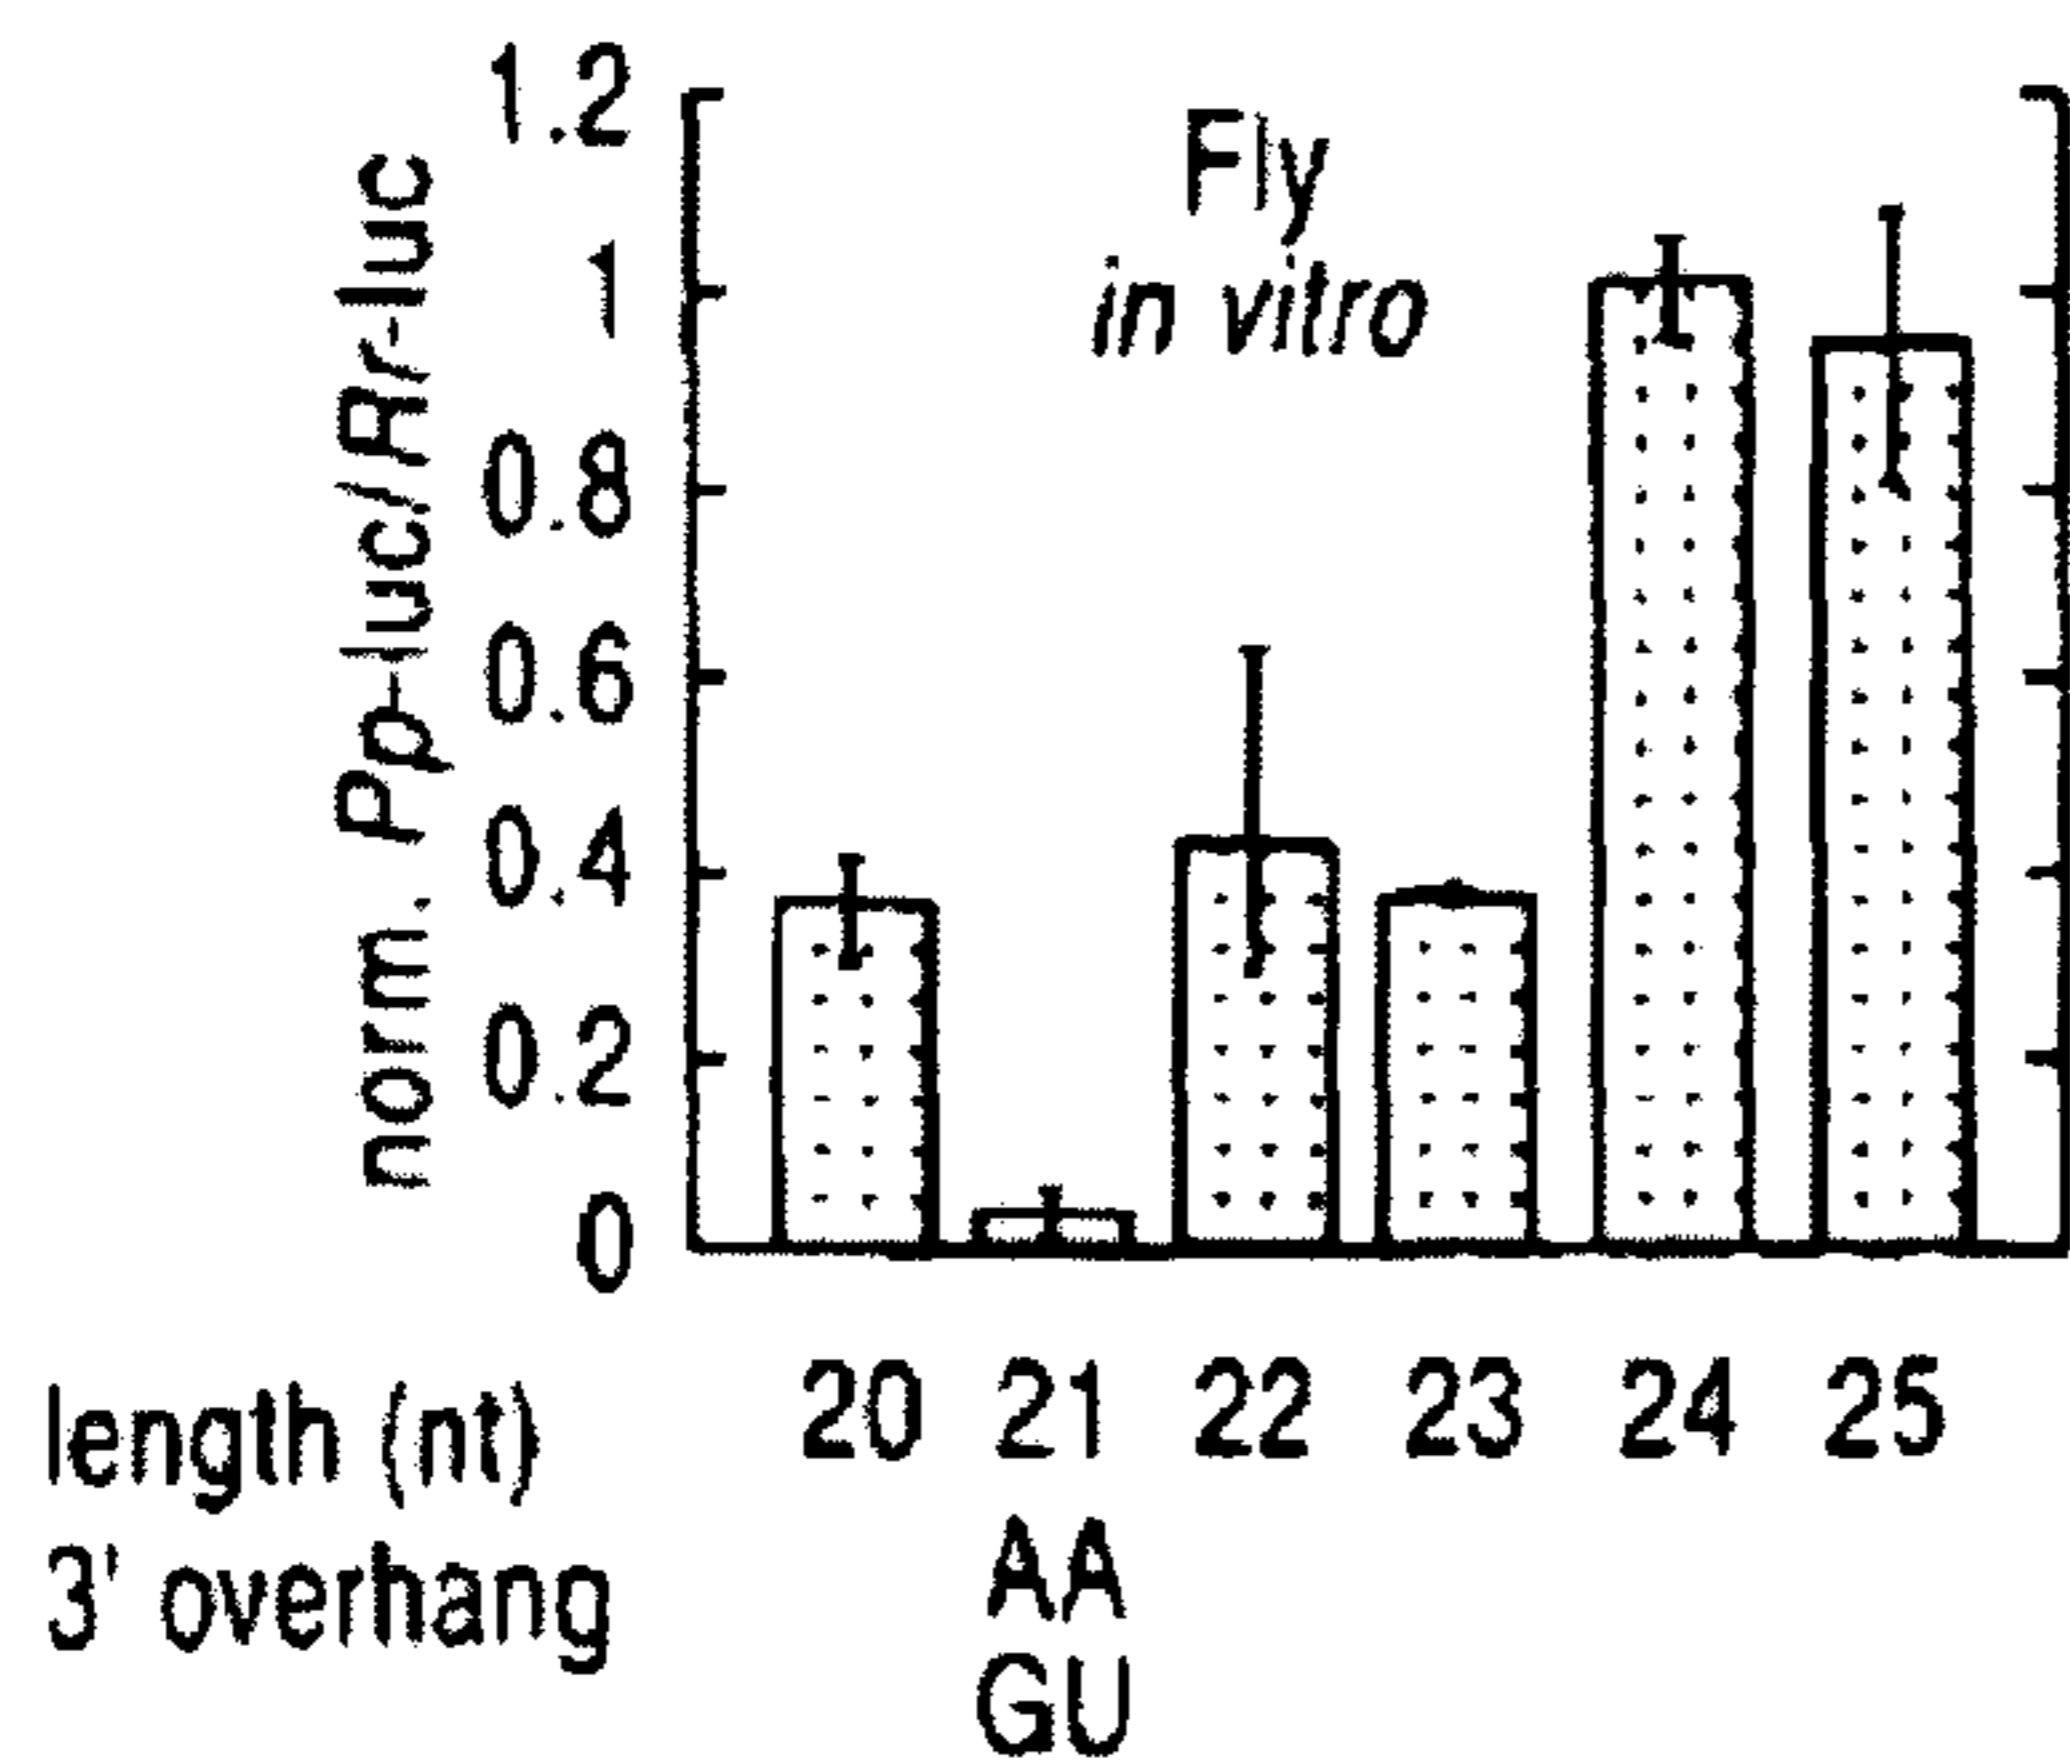 norm. Pp-luc/Rr-luc
1.2
1
0.8
0.6
0.4
0.2
0
Fly
in vitro
length (nt) 20 21 22 23 24 25
3' overhang AA
GU